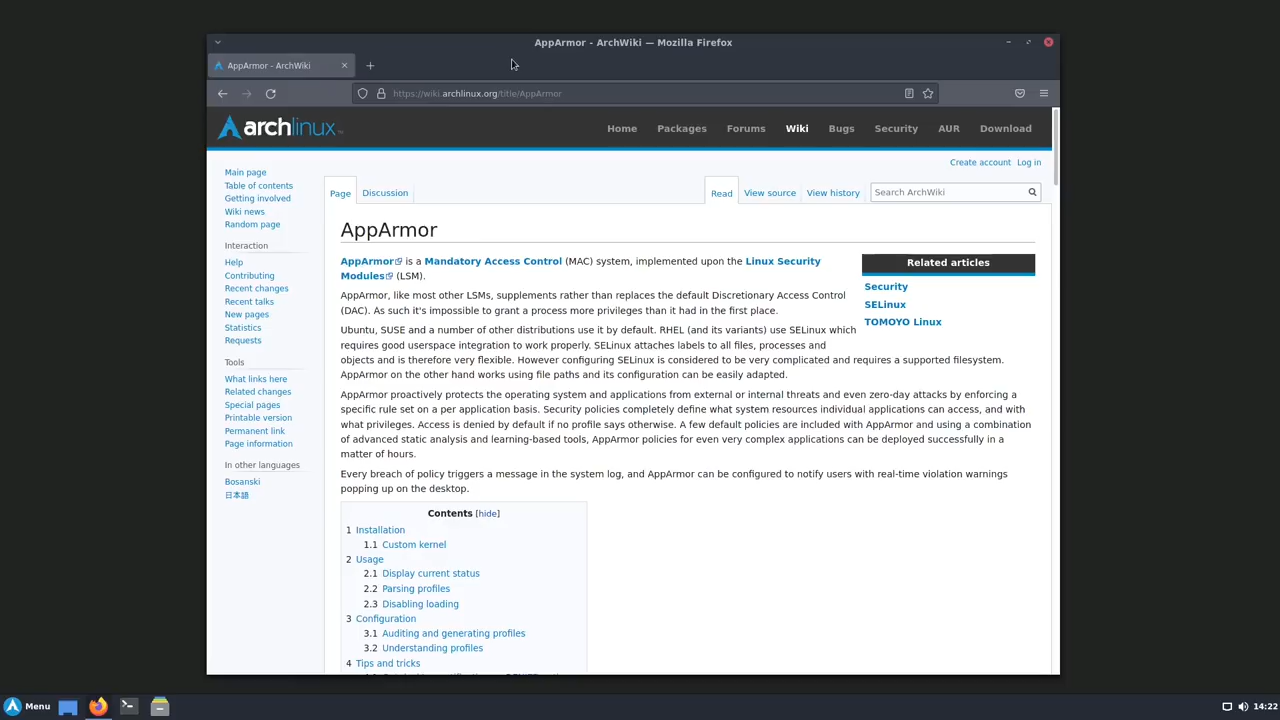 AppArmor - ArchWiki — Mozilla Firefox
AppArmor - ArchWiki
https://wiki.archlinux.org/title/AppArmor
archlinux™
Home Packages Forums Wiki Bugs Security AUR Download
Create account Log in
Main page
Table of contents
Getting involved
Wiki news
Random page
Interaction
Help
Contributing
Recent changes
Recent talks
New pages
Statistics
Requests
Tools
What links here
Related changes
Special pages
Printable version
Permanent link
Page information
In other languages
Bosanski
日本語
Page Discussion
Read View source View history
Search ArchWiki
AppArmor
AppArmor is a Mandatory Access Control (MAC) system, implemented upon the Linux Security
Modules (LSM).
AppArmor, like most other LSMs, supplements rather than replaces the default Discretionary Access Control
(DAC). As such it's impossible to grant a process more privileges than it had in the first place.
Ubuntu, SUSE and a number of other distributions use it by default. RHEL (and its variants) use SELinux which
requires good userspace integration to work properly. SELinux attaches labels to all files, processes and
objects and is therefore very flexible. However configuring SELinux is considered to be very complicated and requires a supported filesystem.
AppArmor on the other hand works using file paths and its configuration can be easily adapted.
AppArmor proactively protects the operating system and applications from external or internal threats and even zero-day attacks by enforcing a
specific rule set on a per application basis. Security policies completely define what system resources individual applications can access, and with
what privileges. Access is denied by default if no profile says otherwise. A few default policies are included with AppArmor and using a combination
of advanced static analysis and learning-based tools, AppArmor policies for even very complex applications can be deployed successfully in a
matter of hours.
Every breach of policy triggers a message in the system log, and AppArmor can be configured to notify users with real-time violation warnings
popping up on the desktop.
Related articles
Security
SELinux
TOMOYO Linux
Contents [hide]
1 Installation
1.1 Custom kernel
2 Usage
2.1 Display current status
2.2 Parsing profiles
2.3 Disabling loading
3 Configuration
3.1 Auditing and generating profiles
3.2 Understanding profiles
4 Tips and tricks
Menu
14:22